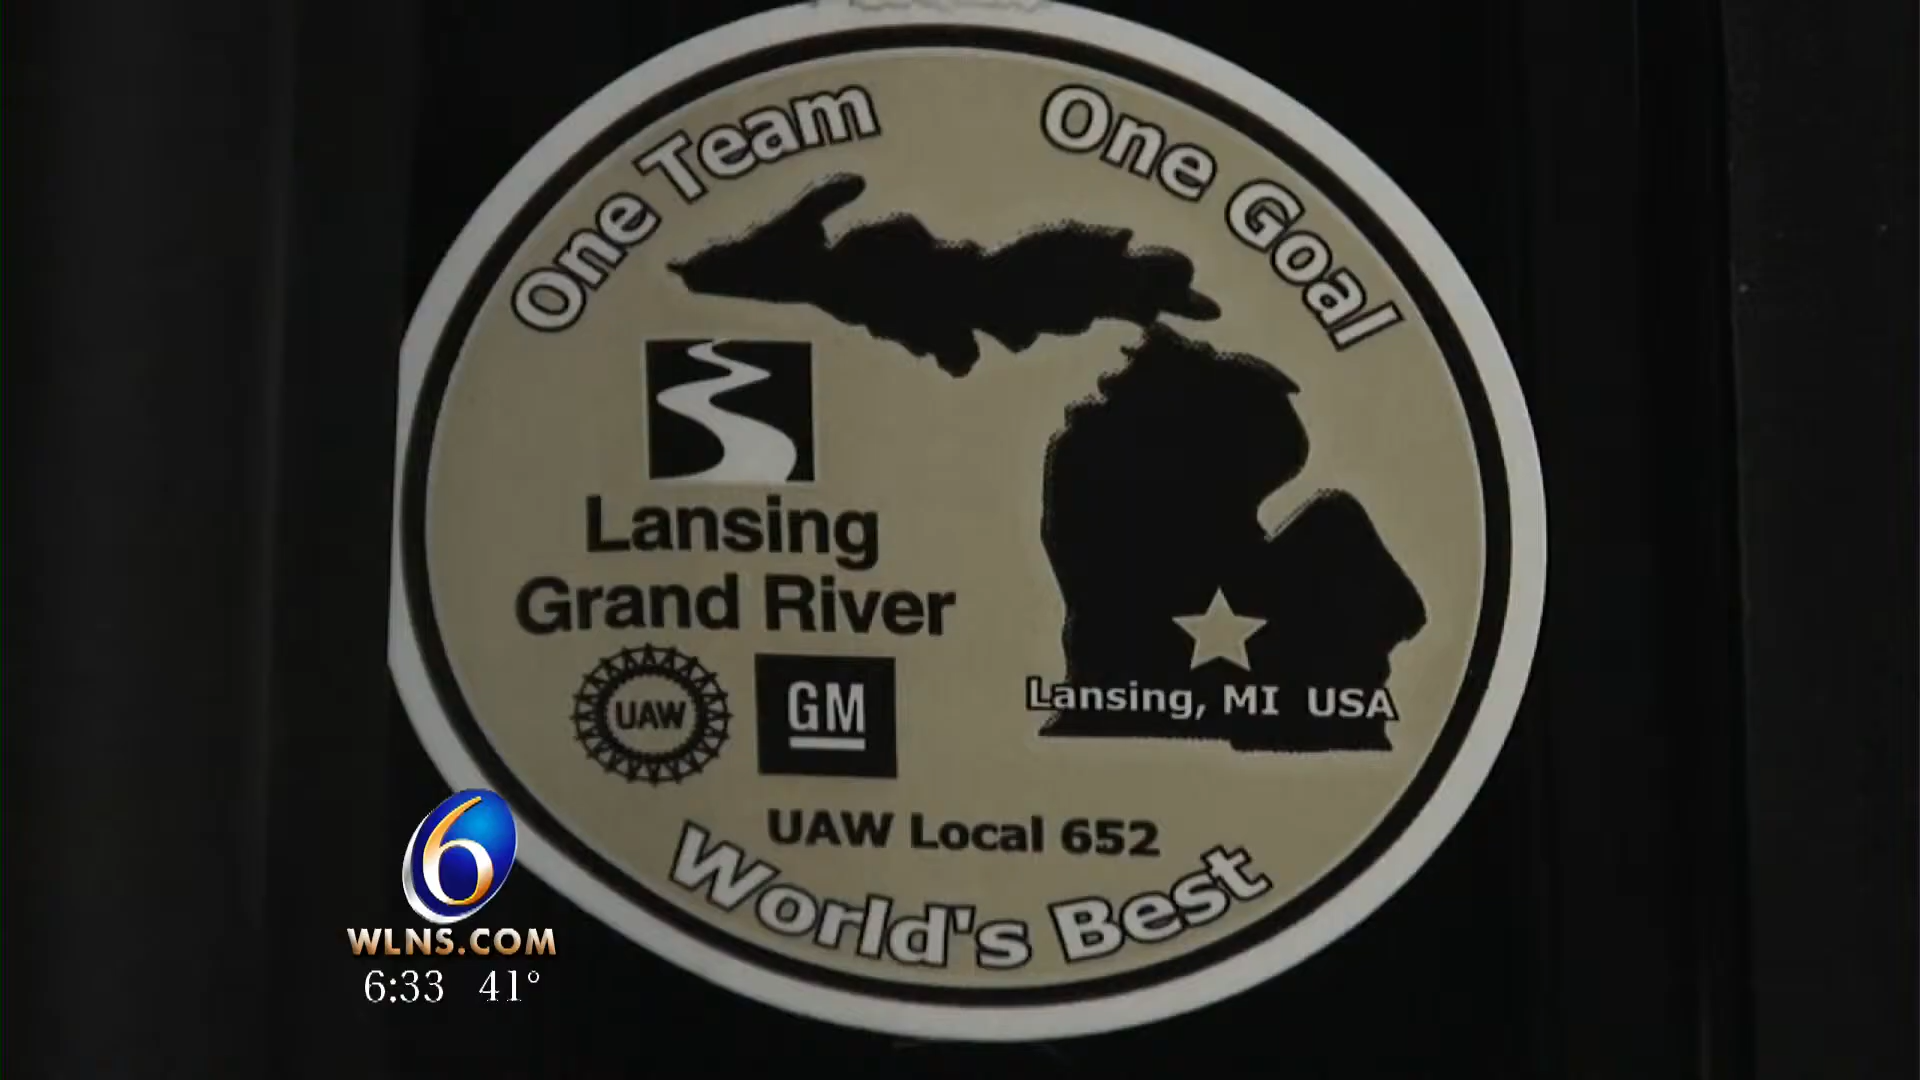 One Team One Goal
Lansing
Grand River
UAW
GM
Lansing, MI USA
UAW Local 652
World's Best
6
WLNS.COM
6:33 41°